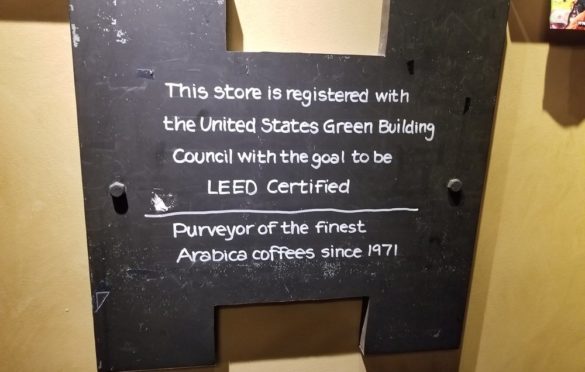 This store is registered with
the United States Green Building
Council with the goal to be
LEED Certified
Purveyor of the finest
Arabica coffees since 1971